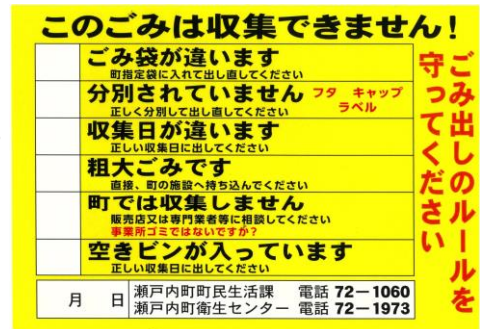 このごみは収集できません!
ごみ袋が違います
町指定袋に入れて出し直してください
分別されていません フタ キャップ
ラベル
正しく分別して出し直してください
収集日が違います
正しい収集日に出してください
粗大ごみです
直接、町の施設へ持ち込んでください
町では収集しません
販売店又は専門業者等に相談してください
事業所ゴミではないですか?
空きビンが入っています
正しい収集日に出してください
ごみ出しのルールを
守ってください
月 日
瀬戸内町町民生活課 電話 72-1060
瀬戸内町衛生センター 電話 72-1973